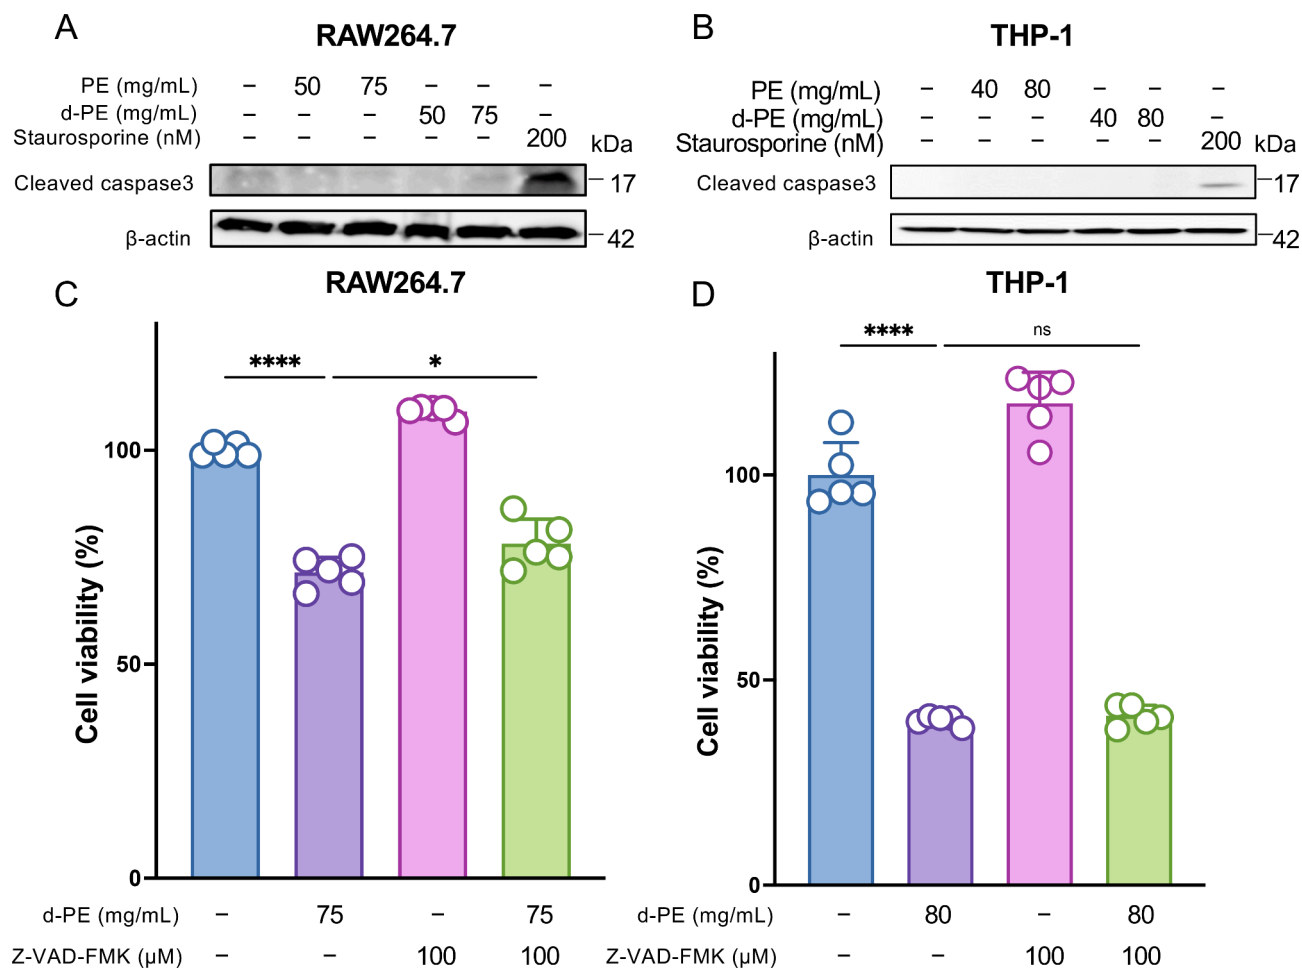 A
RAW264.7
PE (mg/mL) – 50 75 – – –
d-PE (mg/mL) – – – 50 75 –
Staurosporine (nM) – – – – – 200 kDa
Cleaved caspase3 17
β-actin 42
B
THP-1
PE (mg/mL) – 40 80 – – –
d-PE (mg/mL) – – – 40 80 –
Staurosporine (nM) – – – – – 200 kDa
Cleaved caspase3 17
β-actin 42
C
RAW264.7
**** *
Cell viability (%)
100
50
0
d-PE (mg/mL) – 75 – 75
Z-VAD-FMK (μM) – – 100 100
D
THP-1
**** ns
Cell viability (%)
100
50
0
d-PE (mg/mL) – 80 – 80
Z-VAD-FMK (μM) – – 100 100